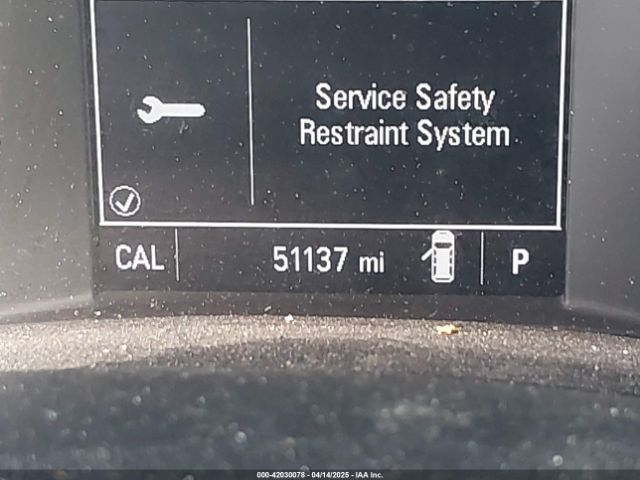 Service Safety
Restraint System
CAL 51137 mi P
000-42030078 - 04/14/2025 - IAA Inc.